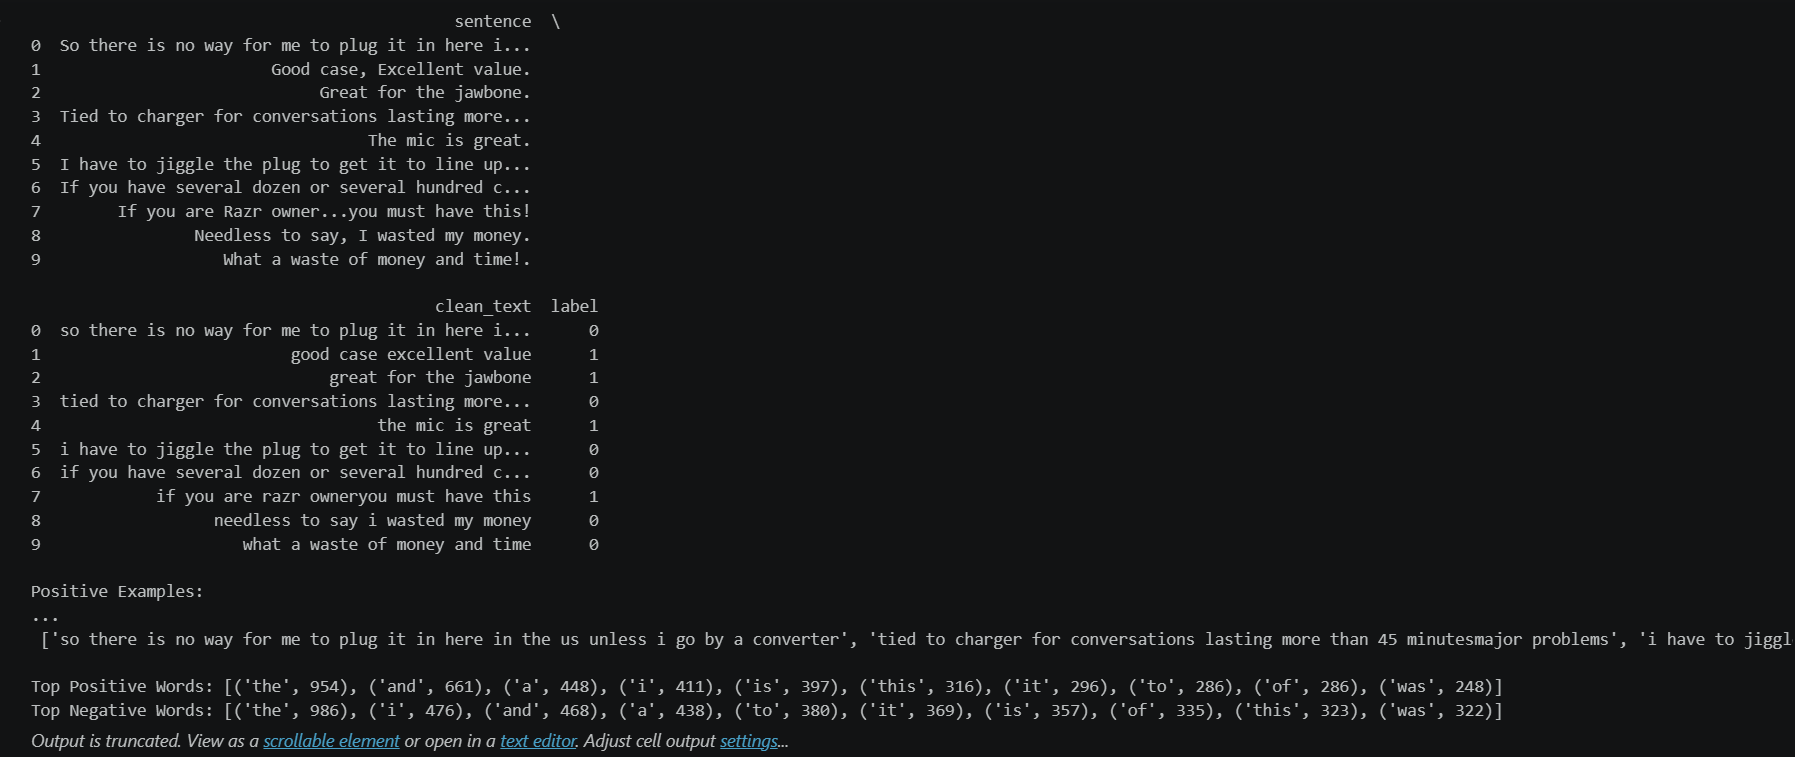 sentence \
0 So there is no way for me to plug it in here i...
1 Good case, Excellent value.
2 Great for the jawbone.
3 Tied to charger for conversations lasting more...
4 The mic is great.
5 I have to jiggle the plug to get it to line up...
6 If you have several dozen or several hundred c...
7 If you are Razr owner...you must have this!
8 Needless to say, I wasted my money.
9 What a waste of money and time!.
clean_text label
0 so there is no way for me to plug it in here i... 0
1 good case excellent value 1
2 great for the jawbone 1
3 tied to charger for conversations lasting more... 0
4 the mic is great 1
5 i have to jiggle the plug to get it to line up... 0
6 if you have several dozen or several hundred c... 0
7 if you are razr owneryou must have this 1
8 needless to say i wasted my money 0
9 what a waste of money and time 0
Positive Examples:
...
['so there is no way for me to plug it in here in the us unless i go by a converter', 'tied to charger for conversations lasting more than 45 minutesmajor problems', 'i have to jiggl
Top Positive Words: [('the', 954), ('and', 661), ('a', 448), ('i', 411), ('is', 397), ('this', 316), ('it', 296), ('to', 286), ('of', 286), ('was', 248)]
Top Negative Words: [('the', 986), ('i', 476), ('and', 468), ('a', 438), ('to', 380), ('it', 369), ('is', 357), ('of', 335), ('this', 323), ('was', 322)]
Output is truncated. View as a scrollable element or open in a text editor. Adjust cell output settings...